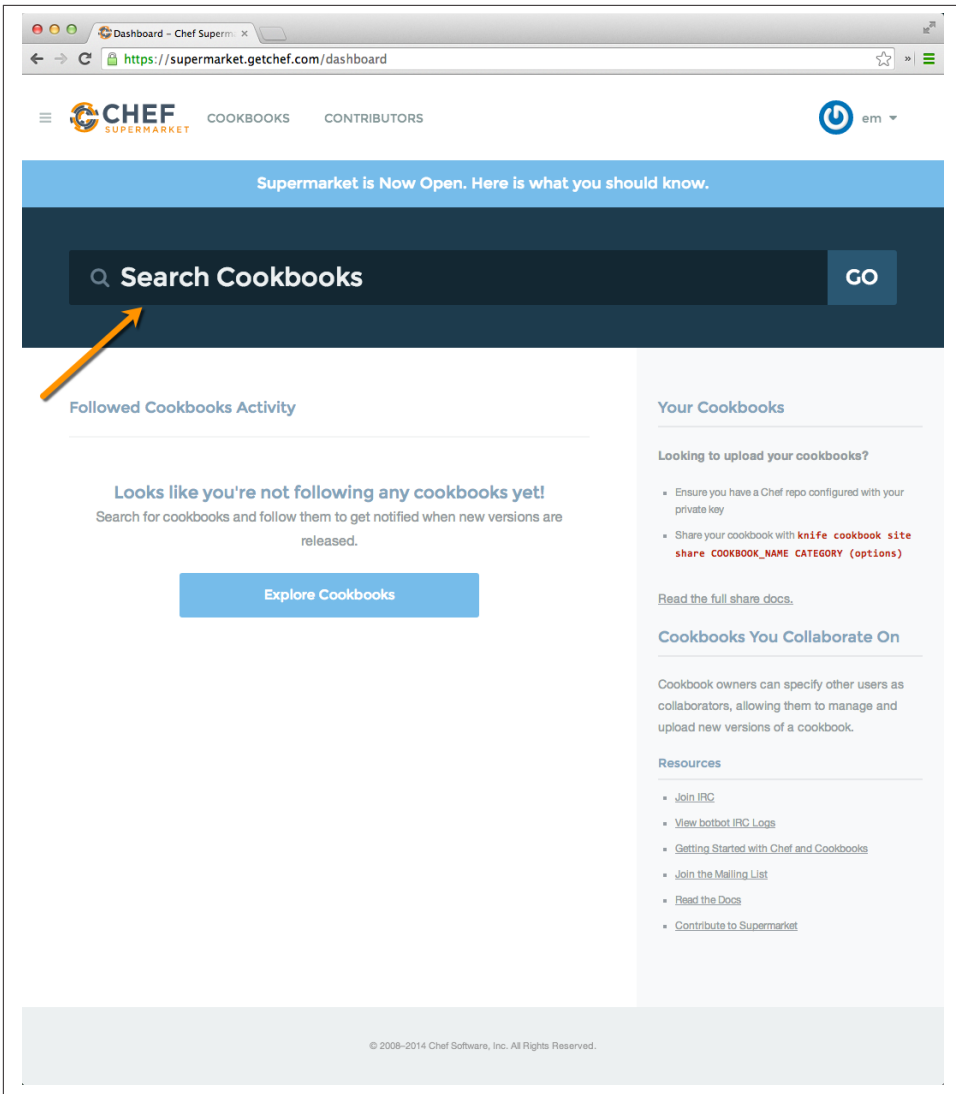 Dashboard – Chef Superm
https://supermarket.getchef.com/dashboard
CHEF
SUPERMARKET
COOKBOOKS
CONTRIBUTORS
em
Supermarket is Now Open. Here is what you should know.
Search Cookbooks
GO
Followed Cookbooks Activity
Looks like you're not following any cookbooks yet!
Search for cookbooks and follow them to get notified when new versions are
released.
Explore Cookbooks
Your Cookbooks
Looking to upload your cookbooks?
Ensure you have a Chef repo configured with your
private key
Share your cookbook with knife cookbook site
share COOKBOOK_NAME CATEGORY (options)
Read the full share docs.
Cookbooks You Collaborate On
Cookbook owners can specify other users as
collaborators, allowing them to manage and
upload new versions of a cookbook.
Resources
Join IRC
View botbot IRC Logs
Getting Started with Chef and Cookbooks
Join the Mailing List
Read the Docs
Contribute to Supermarket
© 2008–2014 Chef Software, Inc. All Rights Reserved.